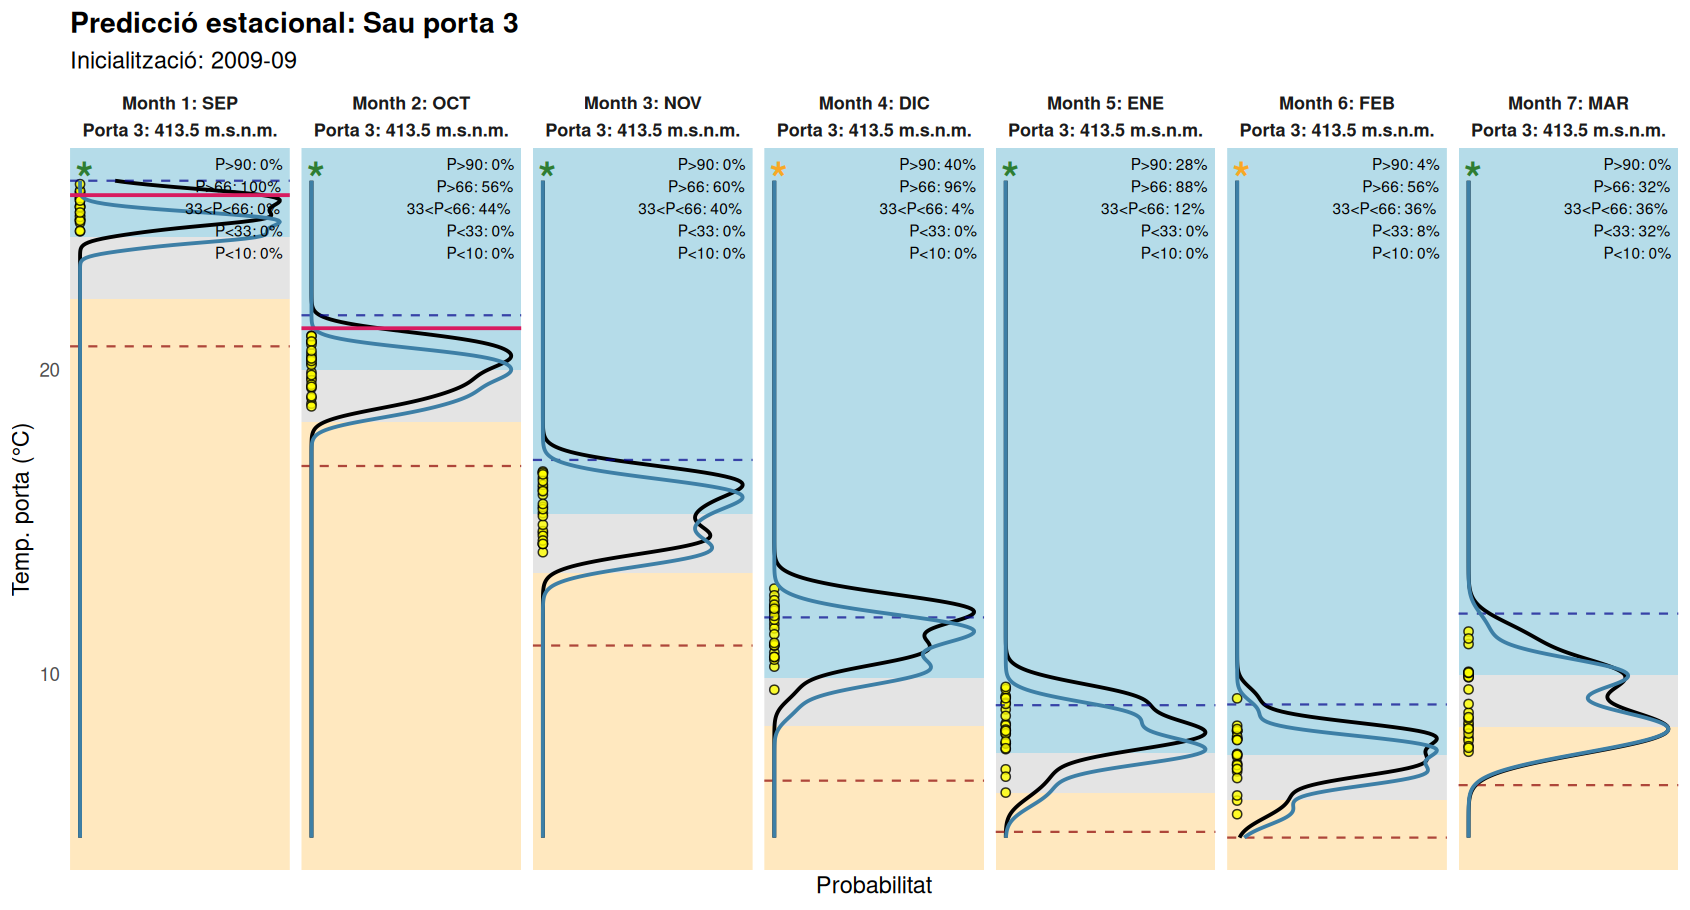 Predicció estacional: Sau porta 3
Inicialització: 2009-09
Month 1: SEP
Porta 3: 413.5 m.s.n.m.
Month 2: OCT
Porta 3: 413.5 m.s.n.m.
Month 3: NOV
Porta 3: 413.5 m.s.n.m.
Month 4: DIC
Porta 3: 413.5 m.s.n.m.
Month 5: ENE
Porta 3: 413.5 m.s.n.m.
Month 6: FEB
Porta 3: 413.5 m.s.n.m.
Month 7: MAR
Porta 3: 413.5 m.s.n.m.
*
P>90: 0%
P>66: 100%
33<P<66: 0%
P<33: 0%
P<10: 0%
*
P>90: 0%
P>66: 56%
33<P<66: 44%
P<33: 0%
P<10: 0%
*
P>90: 0%
P>66: 60%
33<P<66: 40%
P<33: 0%
P<10: 0%
*
P>90: 40%
P>66: 96%
33<P<66: 4%
P<33: 0%
P<10: 0%
*
P>90: 28%
P>66: 88%
33<P<66: 12%
P<33: 0%
P<10: 0%
*
P>90: 4%
P>66: 56%
33<P<66: 36%
P<33: 8%
P<10: 0%
*
P>90: 0%
P>66: 32%
33<P<66: 36%
P<33: 32%
P<10: 0%
20
10
Temp. porta (°C)
Probabilitat